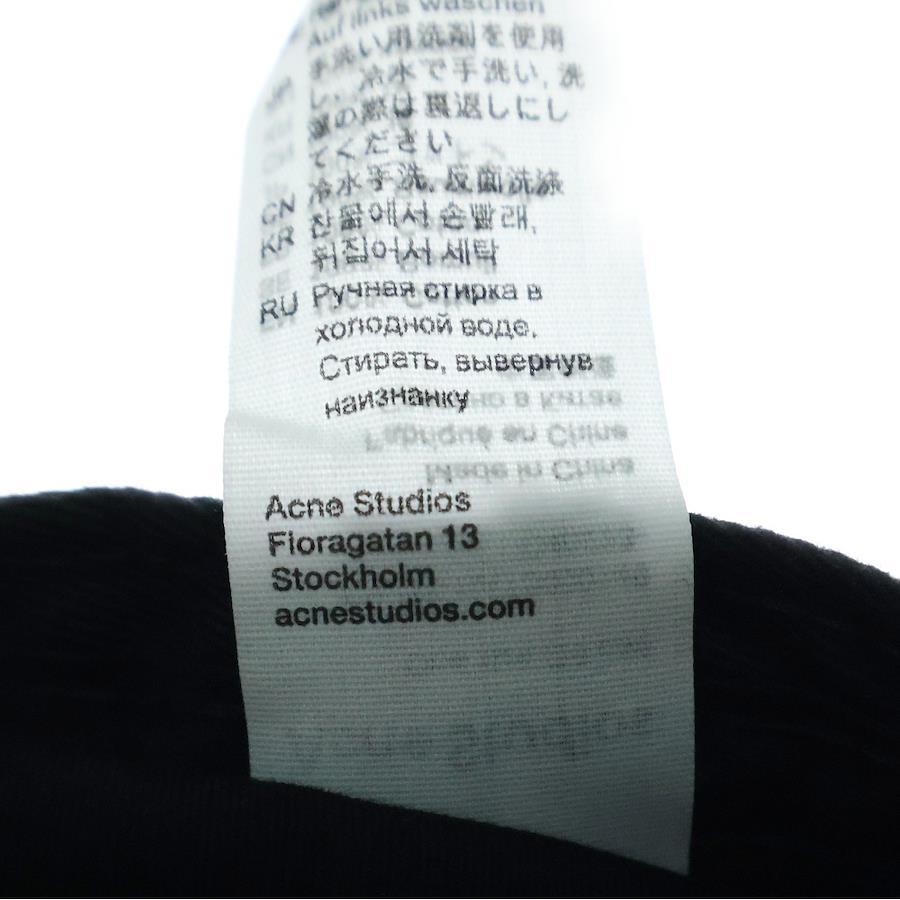 Auf links waschen
手洗い用洗剤を使用
し、冷水で手洗い, 洗
濯の際は裏返しにし
てください
CN 冷水手洗, 反面洗涤
KR 찬물에서 손빨래,
뒤집어서 세탁
RU Ручная стирка в
холодной воде.
Стирать, вывернув
наизнанку
Acne Studios
Floragatan 13
Stockholm
acnestudios.com